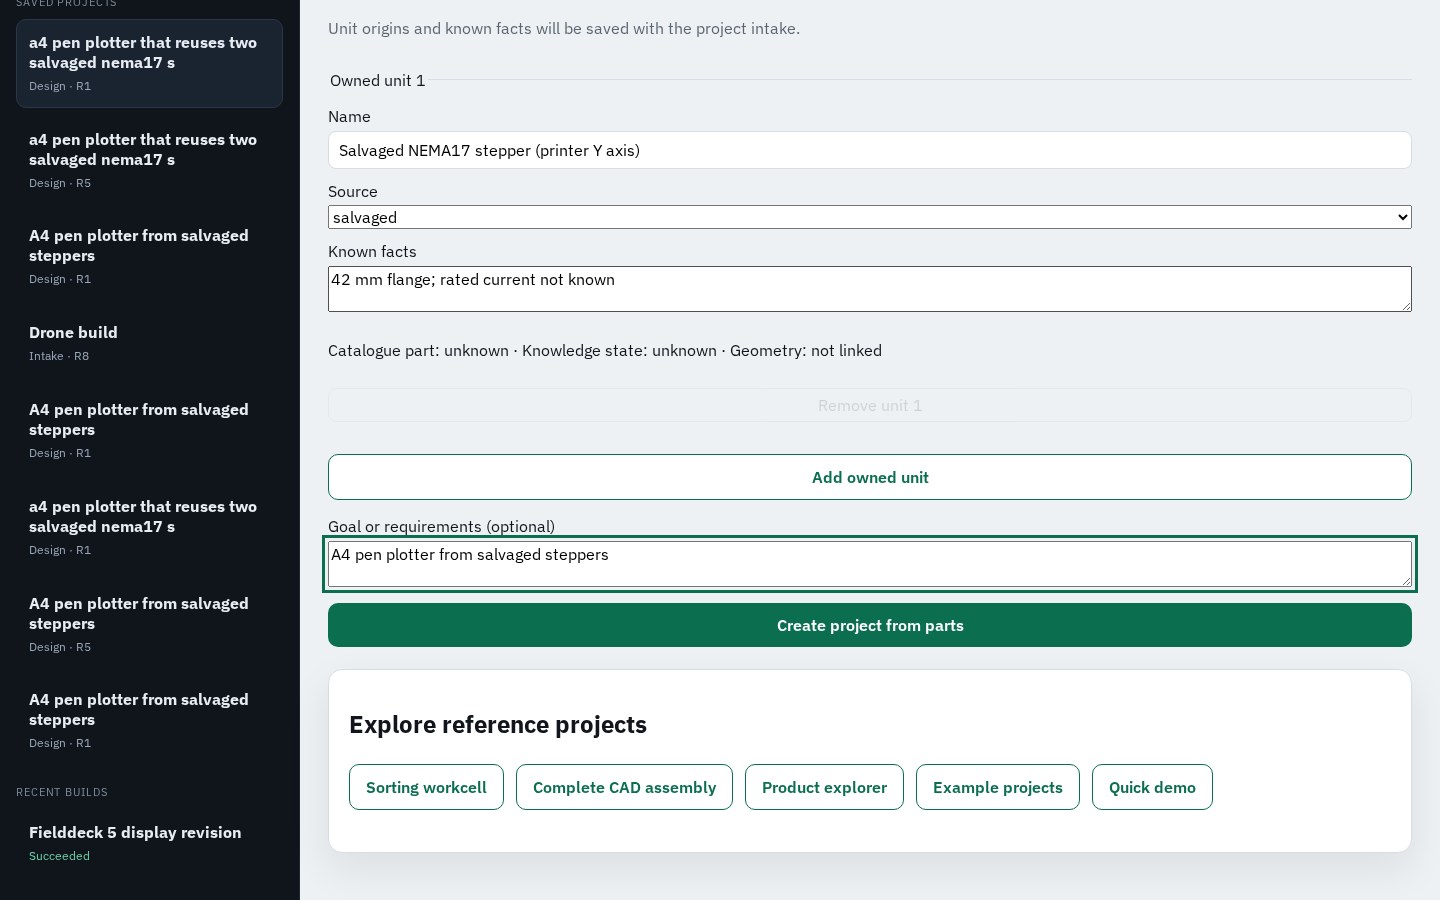 SAVED PROJECTS
a4 pen plotter that reuses two
salvaged nema17 s
Design · R1
a4 pen plotter that reuses two
salvaged nema17 s
Design · R5
A4 pen plotter from salvaged
steppers
Design · R1
Drone build
Intake · R8
A4 pen plotter from salvaged
steppers
Design · R1
a4 pen plotter that reuses two
salvaged nema17 s
Design · R1
A4 pen plotter from salvaged
steppers
Design · R5
A4 pen plotter from salvaged
steppers
Design · R1
RECENT BUILDS
Fielddeck 5 display revision
Succeeded
Unit origins and known facts will be saved with the project intake.
Owned unit 1
Name
Salvaged NEMA17 stepper (printer Y axis)
Source
salvaged
Known facts
42 mm flange; rated current not known
Catalogue part: unknown · Knowledge state: unknown · Geometry: not linked
Remove unit 1
Add owned unit
Goal or requirements (optional)
A4 pen plotter from salvaged steppers
Create project from parts
Explore reference projects
Sorting workcell
Complete CAD assembly
Product explorer
Example projects
Quick demo